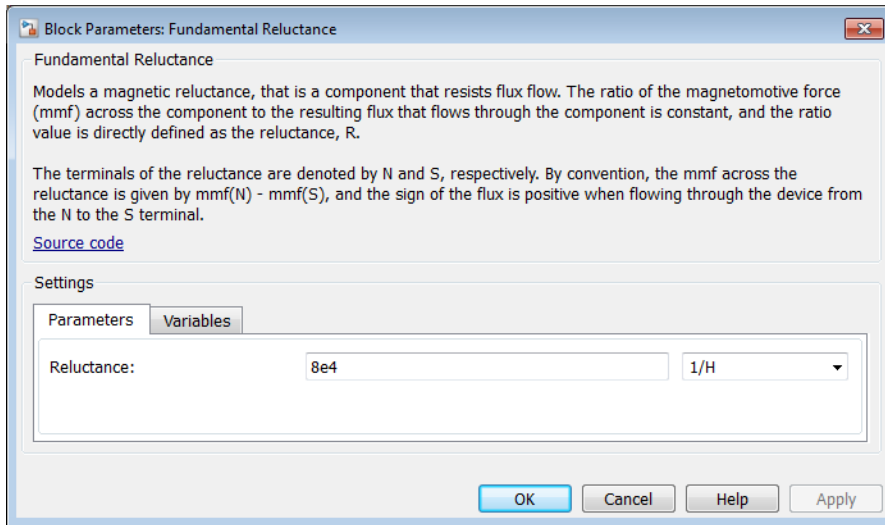 Block Parameters: Fundamental Reluctance
Fundamental Reluctance
Models a magnetic reluctance, that is a component that resists flux flow. The ratio of the magnetomotive force
(mmf) across the component to the resulting flux that flows through the component is constant, and the ratio
value is directly defined as the reluctance, R.
The terminals of the reluctance are denoted by N and S, respectively. By convention, the mmf across the
reluctance is given by mmf(N) - mmf(S), and the sign of the flux is positive when flowing through the device from
the N to the S terminal.
Source code
Settings
Parameters Variables
Reluctance: 8e4 1/H
OK Cancel Help Apply